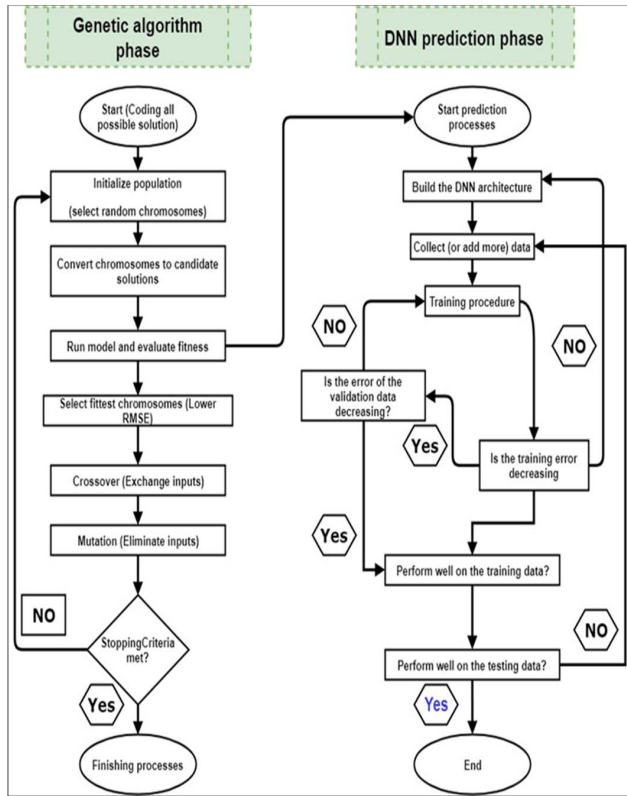 Genetic algorithm
phase
Start (Coding all
possible solution)
Initialize population
(select random chromosomes)
Convert chromosomes to candidate
solutions
Run model and evaluate fitness
Select fittest chromosomes (Lower
RMSE)
Crossover (Exchange inputs)
Mutation (Eliminate inputs)
NO
StoppingCriteria
met?
Yes
Finishing processes
DNN prediction phase
Start prediction
processes
Build the DNN architecture
Collect (or add more) data
Training procedure
NO
NO
Is the error of the
validation data
decreasing?
Yes
Is the training error
decreasing
Yes
Perform well on the training data?
NO
Perform well on the testing data?
Yes
End